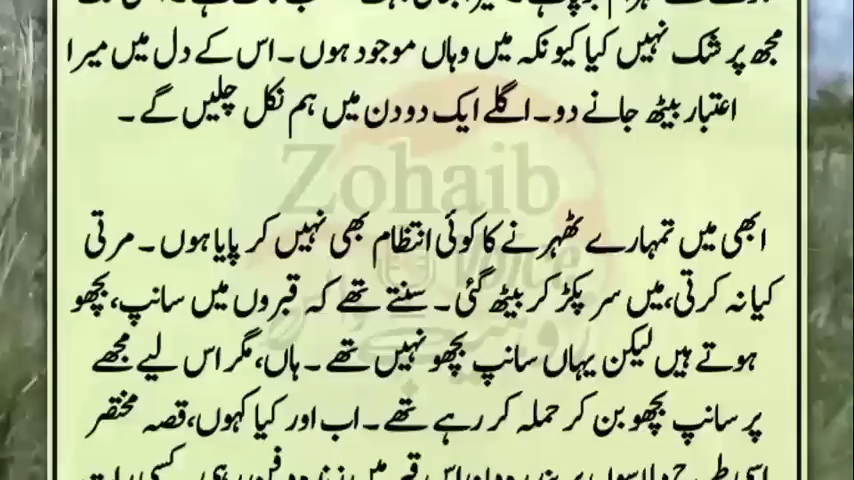 مجھ پر شک نہیں کیا کیونکہ میں وہاں موجود ہوں۔ اس کے دل میں میرا
اعتبار بیٹھ جانے دو۔ اگلے ایک دو دن میں ہم نکل چلیں گے۔
Zohaib
Voice
ابھی میں تمہارے ٹھہرنے کا کوئی انتظام بھی نہیں کر پایا ہوں۔ مرتی
کیا نہ کرتی، میں سر پکڑ کر بیٹھ گئی۔ سنتے تھے کہ قبروں میں سانپ، بچھو
ہوتے ہیں لیکن یہاں سانپ بچھو نہیں تھے۔ ہاں، مگر اس لیے مجھے
پر سانپ بچھو بن کر حملہ کر رہے تھے۔ اب اور کیا کہوں، قصہ مختصر